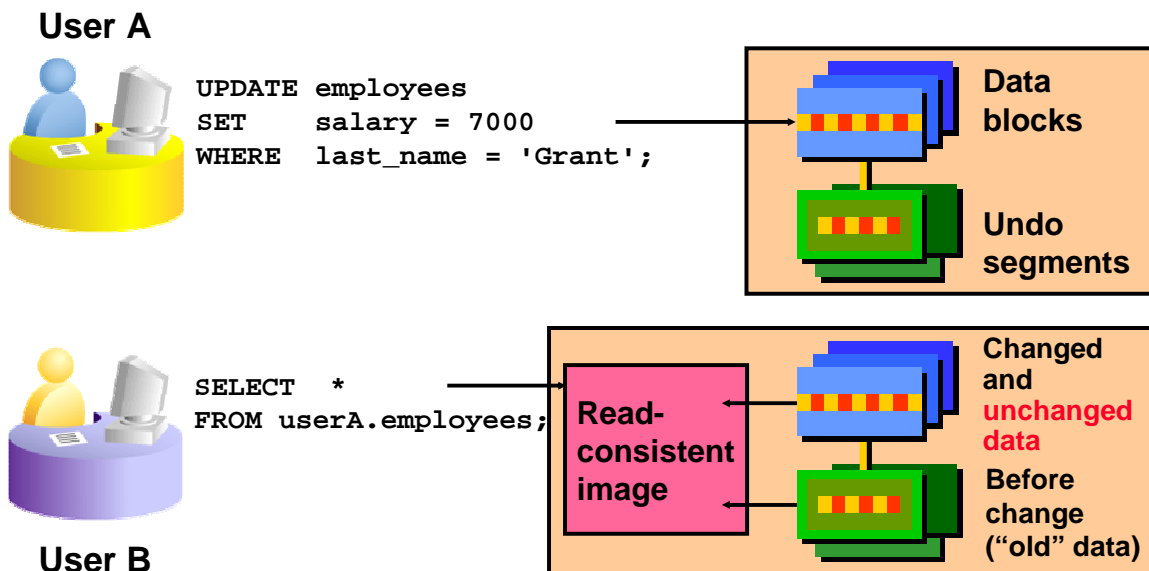 User A
UPDATE employees
SET salary = 7000
WHERE last_name = 'Grant';
Data
blocks
Undo
segments
SELECT *
FROM userA.employees;
Read-
consistent
image
Changed
and
unchanged
data
Before
change
(“old” data)
User B